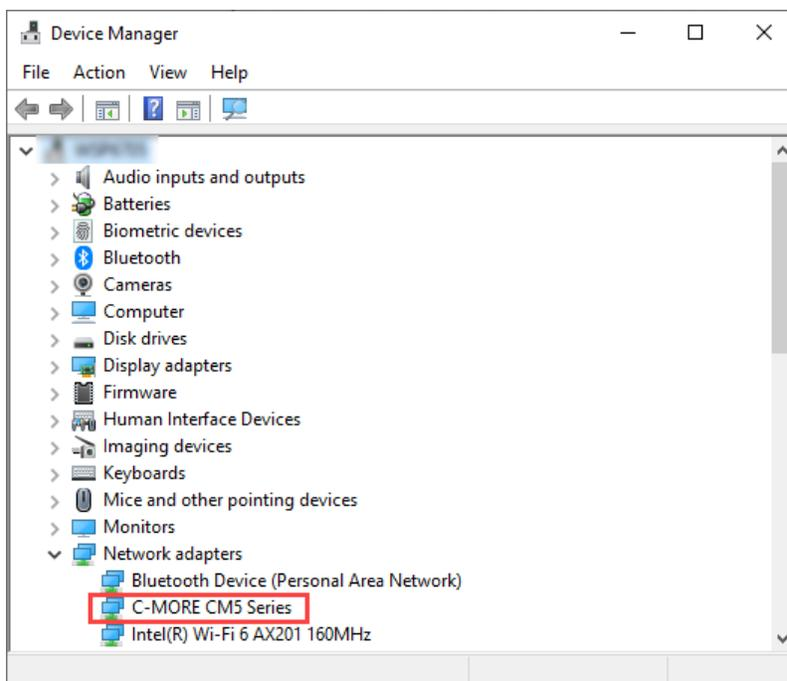 Device Manager
File Action View Help
Audio inputs and outputs
Batteries
Biometric devices
Bluetooth
Cameras
Computer
Disk drives
Display adapters
Firmware
Human Interface Devices
Imaging devices
Keyboards
Mice and other pointing devices
Monitors
Network adapters
Bluetooth Device (Personal Area Network)
C-MORE CM5 Series
Intel(R) Wi-Fi 6 AX201 160MHz